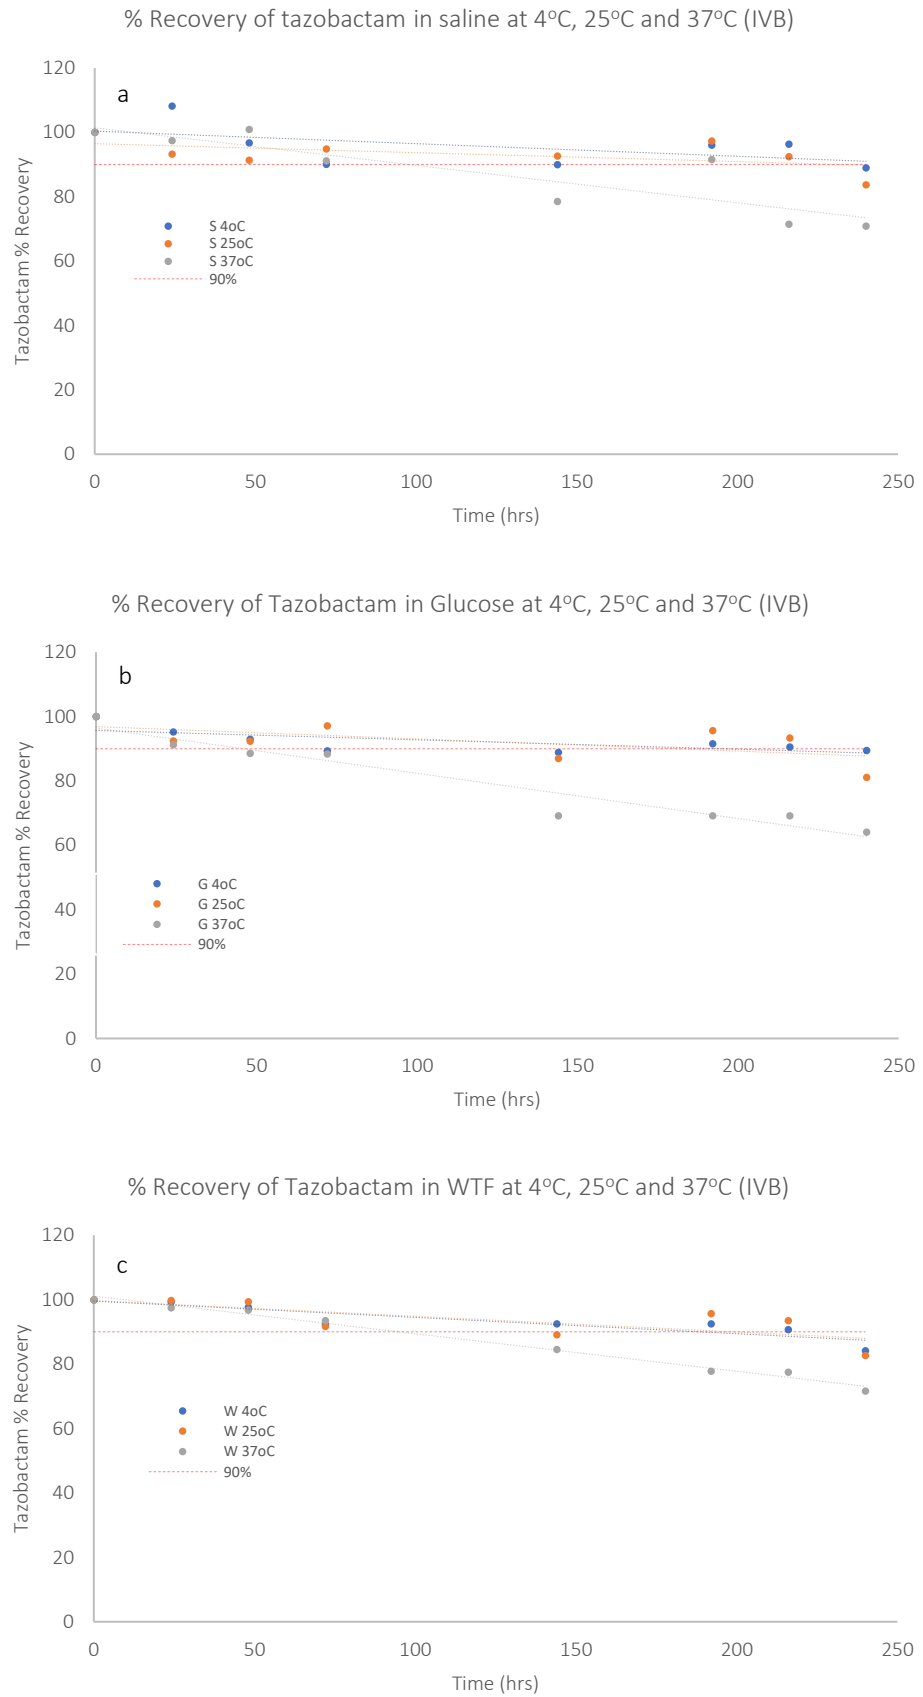 % Recovery of tazobactam in saline at 4ºC, 25ºC and 37ºC (IVB)
120
a
100
80
S 4oC
S 25oC
S 37oC
90%
60
40
20
0
Tazobactam % Recovery
0 50 100 150 200 250
Time (hrs)
% Recovery of Tazobactam in Glucose at 4ºC, 25ºC and 37ºC (IVB)
120
b
100
80
60
G 4oC
G 25oC
G 37oC
90%
40
20
0
Tazobactam % Recovery
0 50 100 150 200 250
Time (hrs)
% Recovery of Tazobactam in WTF at 4ºC, 25ºC and 37ºC (IVB)
120
c
100
80
W 4oC
W 25oC
W 37oC
90%
60
40
20
0
Tazobactam % Recovery
0 50 100 150 200 250
Time (hrs)